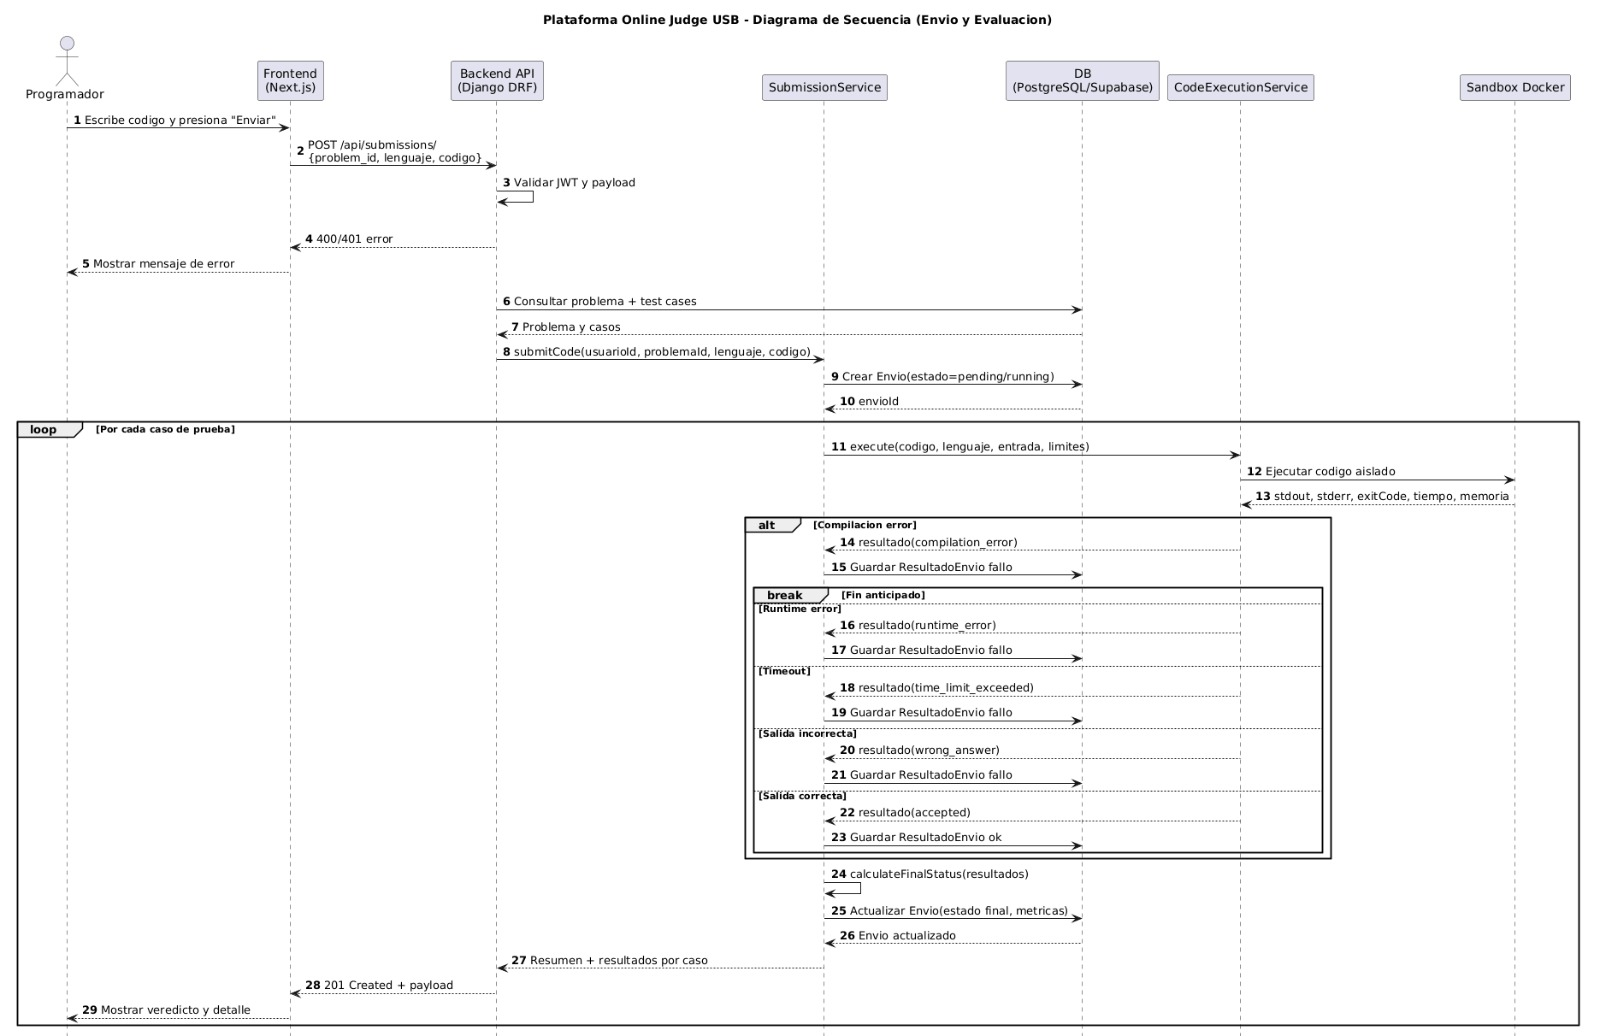 Plataforma Online Judge USB - Diagrama de Secuencia (Envio y Evaluacion)
Programador
Frontend
(Next.js)
Backend API
(Django DRF)
SubmissionService
DB
(PostgreSQL/Supabase)
CodeExecutionService
Sandbox Docker
1 Escribe codigo y presiona "Enviar"
2 POST /api/submissions/
{problem_id, lenguaje, codigo}
3 Validar JWT y payload
4 400/401 error
5 Mostrar mensaje de error
6 Consultar problema + test cases
7 Problema y casos
8 submitCode(usuarioId, problemaId, lenguaje, codigo)
9 Crear Envio(estado=pending/running)
10 envioId
loop [Por cada caso de prueba]
11 execute(codigo, lenguaje, entrada, limites)
12 Ejecutar codigo aislado
13 stdout, stderr, exitCode, tiempo, memoria
alt [Compilacion error]
14 resultado(compilation_error)
15 Guardar ResultadoEnvio fallo
break [Fin anticipado]
[Runtime error]
16 resultado(runtime_error)
17 Guardar ResultadoEnvio fallo
[Timeout]
18 resultado(time_limit_exceeded)
19 Guardar ResultadoEnvio fallo
[Salida incorrecta]
20 resultado(wrong_answer)
21 Guardar ResultadoEnvio fallo
[Salida correcta]
22 resultado(accepted)
23 Guardar ResultadoEnvio ok
24 calculateFinalStatus(resultados)
25 Actualizar Envio(estado final, metricas)
26 Envio actualizado
27 Resumen + resultados por caso
28 201 Created + payload
29 Mostrar veredicto y detalle